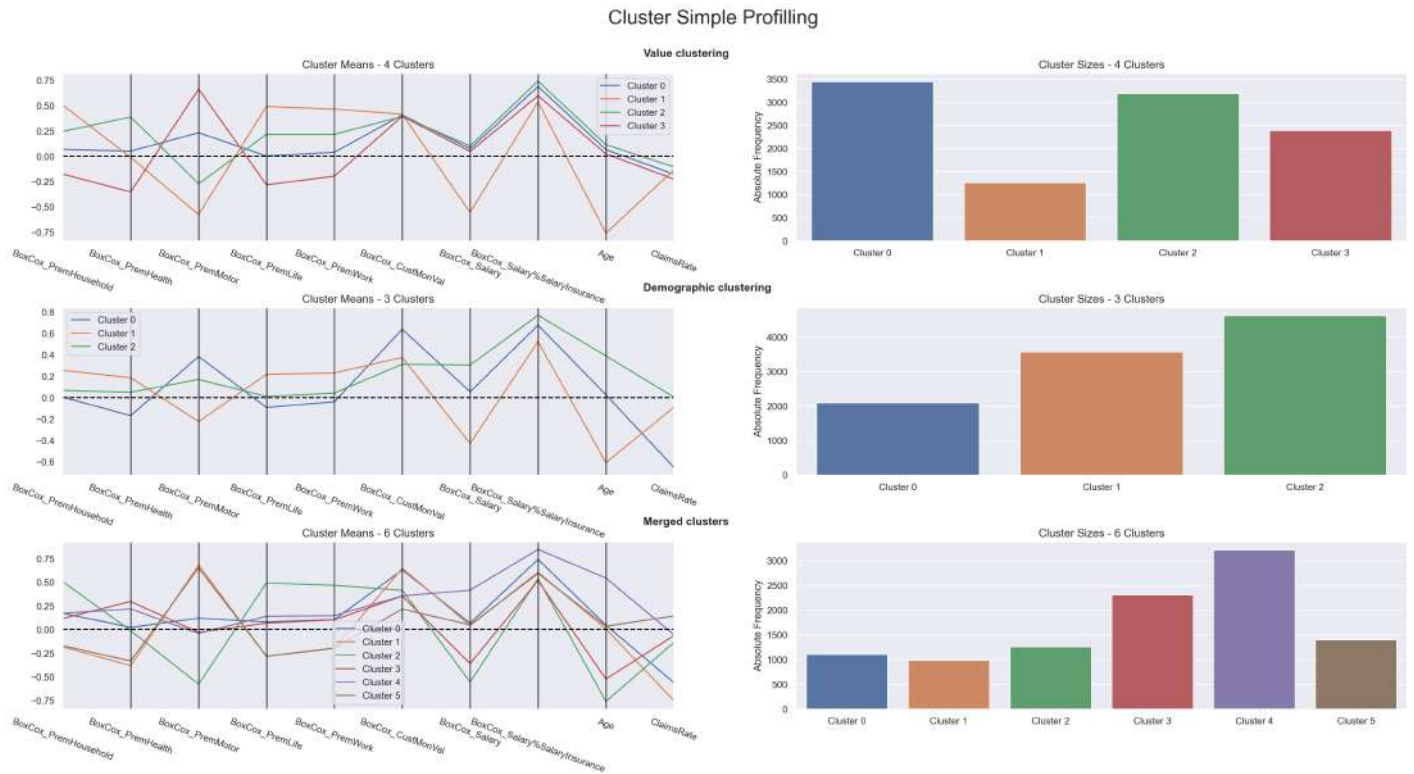 Cluster Simple Profilling
Value clustering
Cluster Means - 4 Clusters
0.75
0.50
0.25
0.00
−0.25
−0.50
−0.75
Cluster 0
Cluster 1
Cluster 2
Cluster 3
BoxCox_PremHousehold
BoxCox_PremHealth
BoxCox_PremMotor
BoxCox_PremLife
BoxCox_PremWork
BoxCox_CustMonVal
BoxCox_Salary
BoxCox_Salary%SalaryInsurance
Age
ClaimsRate
Cluster Sizes - 4 Clusters
Absolute Frequency
3500
3000
2500
2000
1500
1000
500
0
Cluster 0
Cluster 1
Cluster 2
Cluster 3
Demographic clustering
Cluster Means - 3 Clusters
0.8
0.6
0.4
0.2
0.0
−0.2
−0.4
−0.6
Cluster 0
Cluster 1
Cluster 2
BoxCox_PremHousehold
BoxCox_PremHealth
BoxCox_PremMotor
BoxCox_PremLife
BoxCox_PremWork
BoxCox_CustMonVal
BoxCox_Salary
BoxCox_Salary%SalaryInsurance
Age
ClaimsRate
Cluster Sizes - 3 Clusters
Absolute Frequency
4000
3000
2000
1000
0
Cluster 0
Cluster 1
Cluster 2
Merged clusters
Cluster Means - 6 Clusters
0.75
0.50
0.25
0.00
−0.25
−0.50
−0.75
Cluster 0
Cluster 1
Cluster 2
Cluster 3
Cluster 4
Cluster 5
BoxCox_PremHousehold
BoxCox_PremHealth
BoxCox_PremMotor
BoxCox_PremLife
BoxCox_PremWork
BoxCox_CustMonVal
BoxCox_Salary
BoxCox_Salary%SalaryInsurance
Age
ClaimsRate
Cluster Sizes - 6 Clusters
Absolute Frequency
3000
2500
2000
1500
1000
500
0
Cluster 0
Cluster 1
Cluster 2
Cluster 3
Cluster 4
Cluster 5